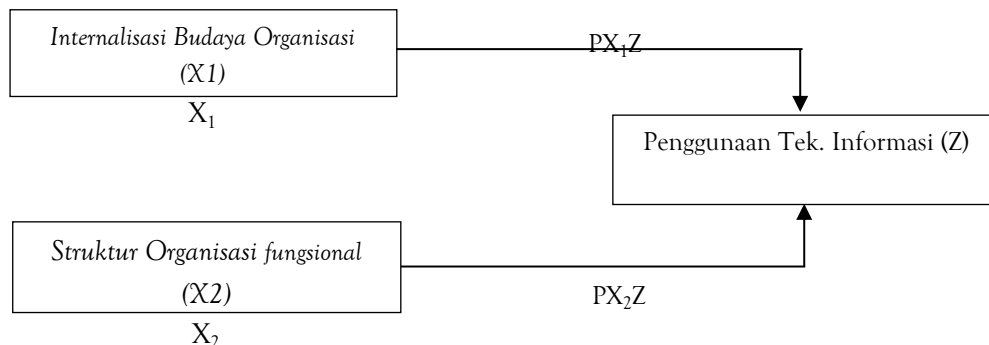 Internalisasi Budaya Organisasi
(X1)
X₁
PX₁Z
Penggunaan Tek. Informasi (Z)
Struktur Organisasi fungsional
(X2)
X₂
PX₂Z